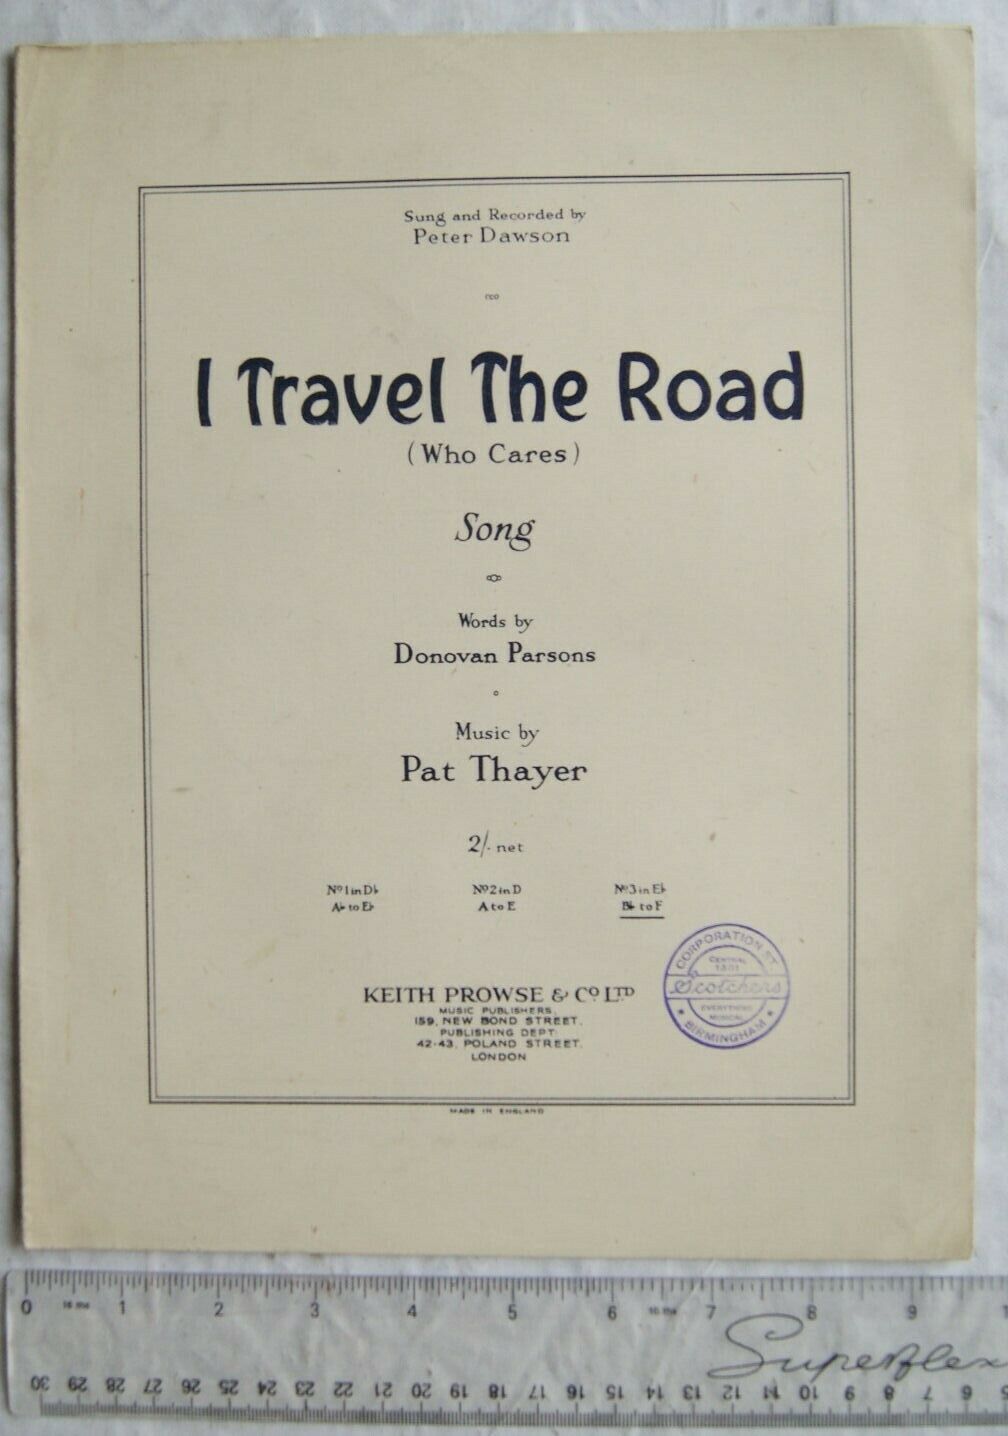 Sung and Recorded by
Peter Dawson
I Travel The Road
(Who Cares)
Song
Words by
Donovan Parsons
Music by
Pat Thayer
2/- net
Nº1 in D♭
A♭ to E♭
Nº2 in D
A to E
Nº3 in E♭
B♭ to F
KEITH PROWSE & Cº LTD
MUSIC PUBLISHERS,
159, NEW BOND STREET,
PUBLISHING DEPT
42-43, POLAND STREET,
LONDON
CORPORATION ST
CENTRAL
Scotchers
EVERYTHING
MUSICAL
BIRMINGHAM
MADE IN ENGLAND
0 1 2 3 4 5 6 7 8 9
Superflex
30 29 28 27 26 25 24 23 22 21 20 19 18 17 16 15 14 13 12 11 10 9 8 7 6 5